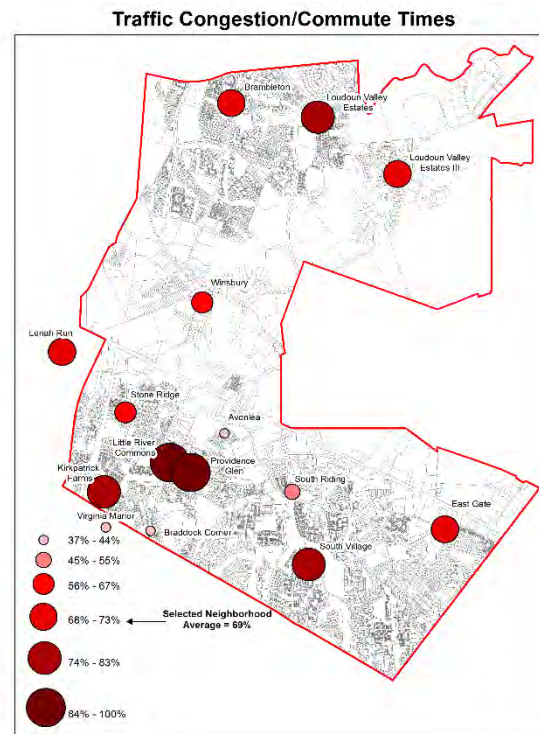 Traffic Congestion/Commute Times
Brambleton
Loudoun Valley
Estates
Loudoun Valley
Estates III
Winsbury
Lenah Run
Stone Ridge
Avonlea
Little River
Commons
Providence
Glen
Kirkpatrick
Farms
South Riding
East Gate
Virginia Manor
Braddock Corner
South Village
37% - 44%
45% - 55%
56% - 67%
68% - 73%
Selected Neighborhood
Average = 69%
74% - 83%
84% - 100%